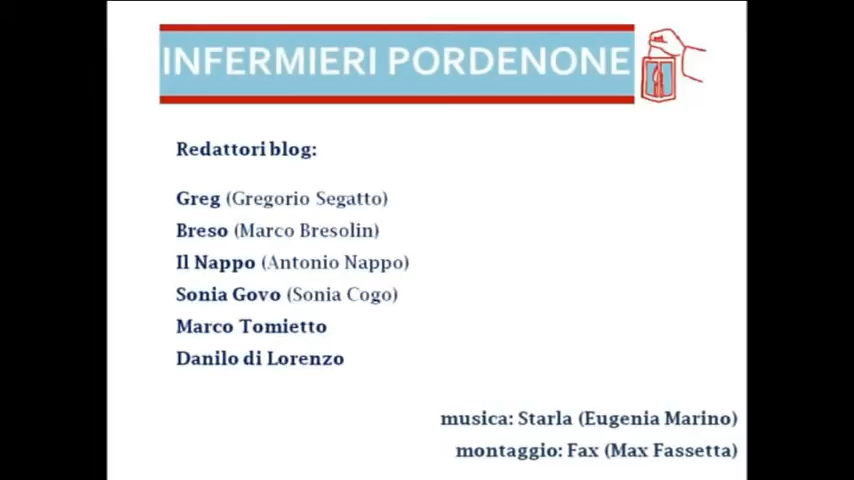 INFERMIERI PORDENONE
Redattori blog:
Greg (Gregorio Segatto)
Breso (Marco Bresolin)
Il Nappo (Antonio Nappo)
Sonia Govo (Sonia Cogo)
Marco Tomietto
Danilo di Lorenzo
musica: Starla (Eugenia Marino)
montaggio: Fax (Max Fassetta)